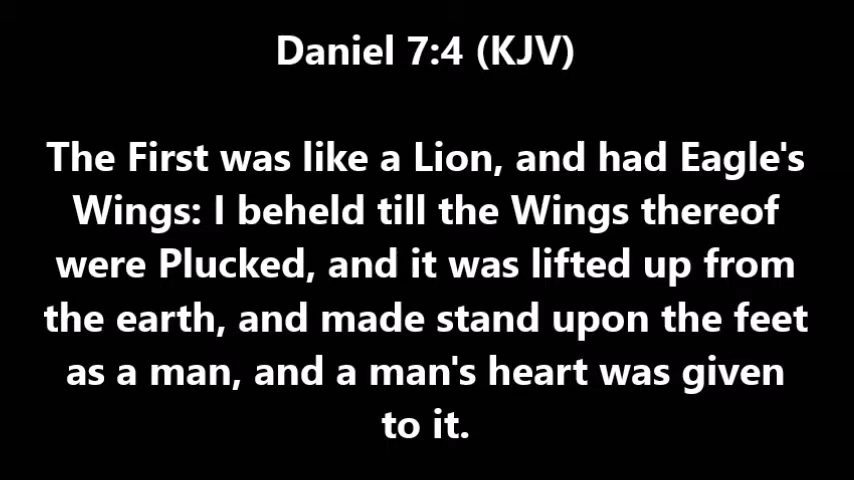 Daniel 7:4 (KJV)
The First was like a Lion, and had Eagle's
Wings: I beheld till the Wings thereof
were Plucked, and it was lifted up from
the earth, and made stand upon the feet
as a man, and a man's heart was given
to it.